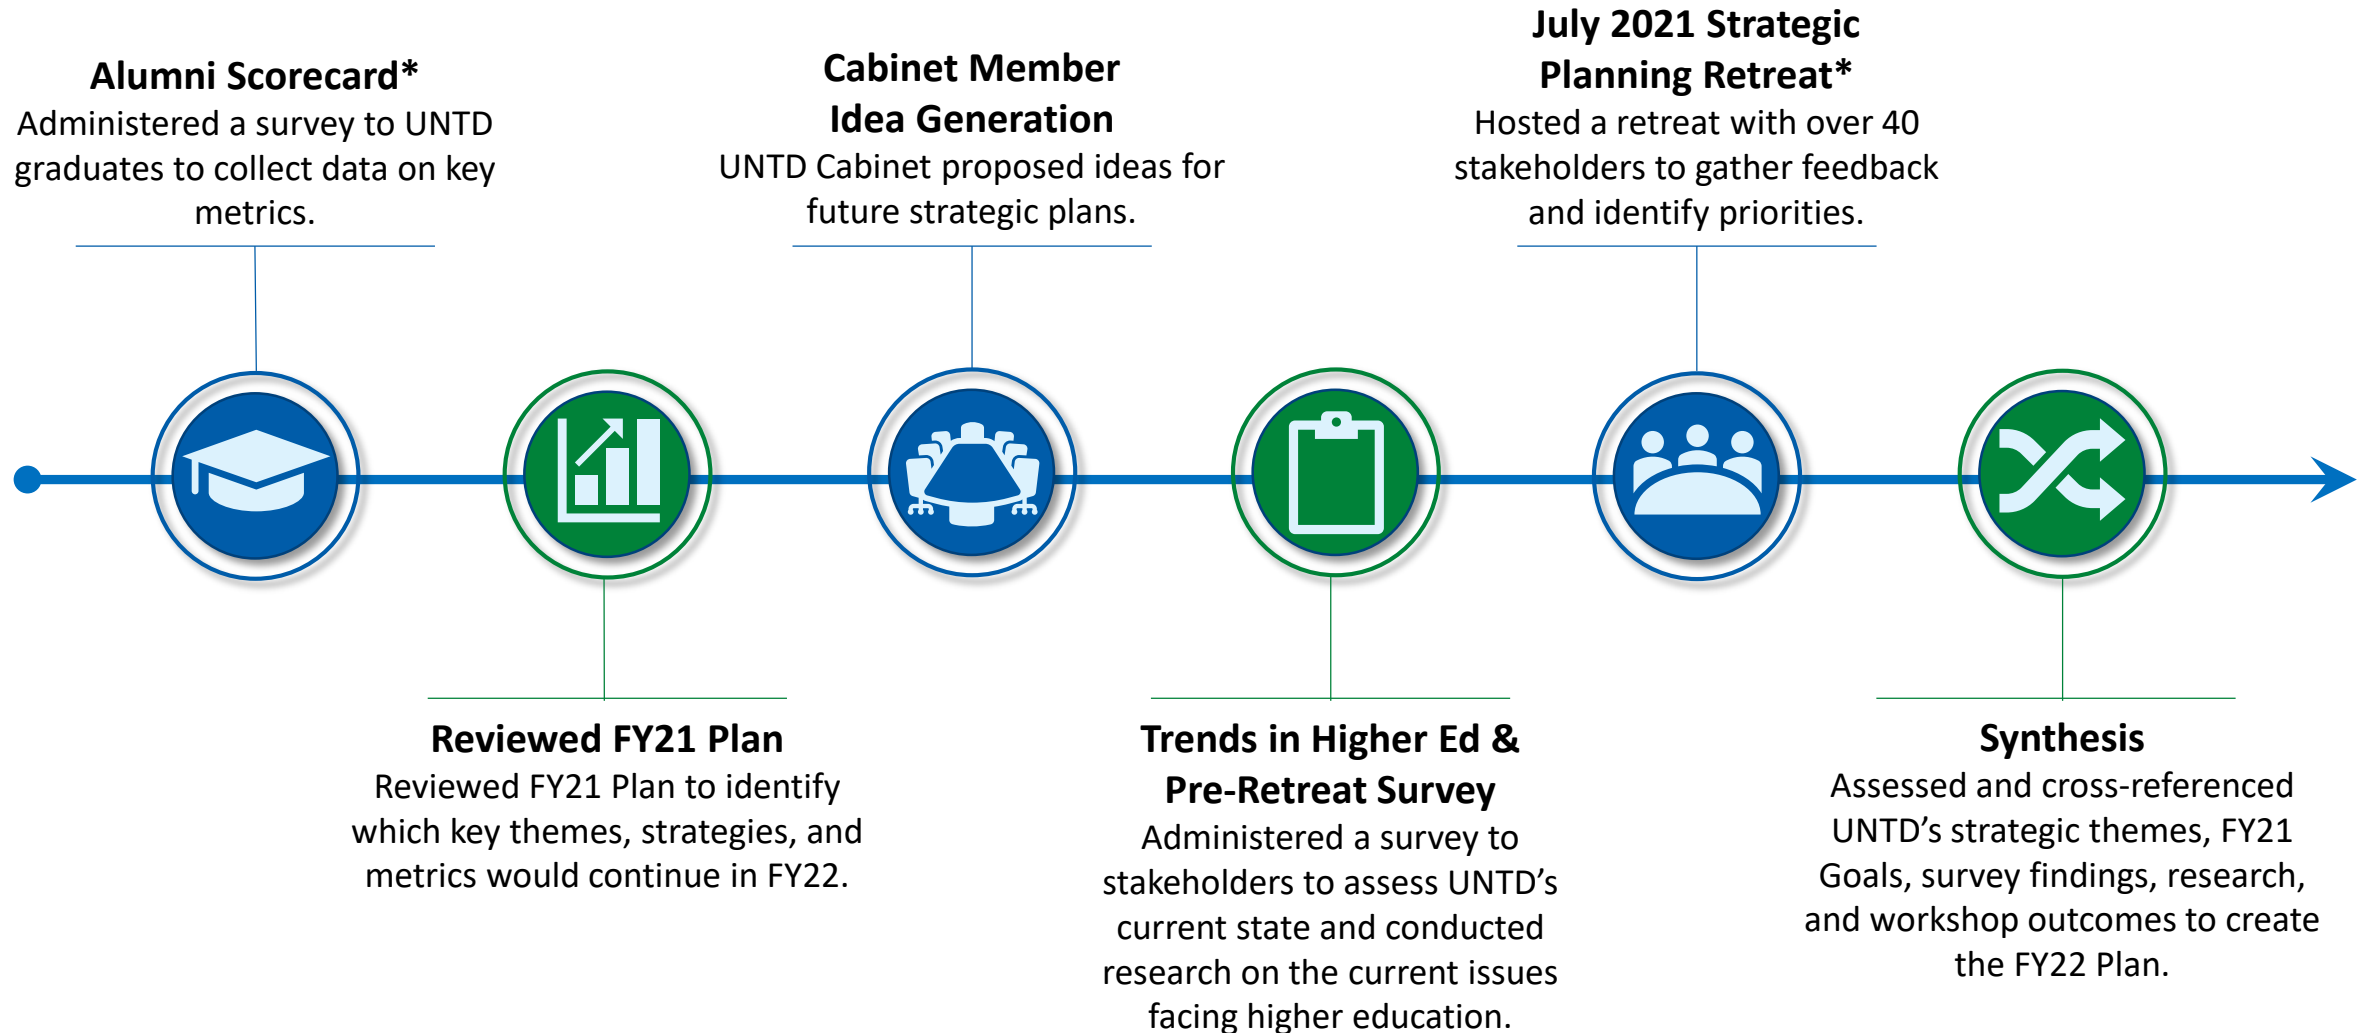 Alumni Scorecard*
Administered a survey to UNTD
graduates to collect data on key
metrics.
Reviewed FY21 Plan
Reviewed FY21 Plan to identify
which key themes, strategies, and
metrics would continue in FY22.
Cabinet Member
Idea Generation
UNTD Cabinet proposed ideas for
future strategic plans.
Trends in Higher Ed &
Pre-Retreat Survey
Administered a survey to
stakeholders to assess UNTD’s
current state and conducted
research on the current issues
facing higher education.
July 2021 Strategic
Planning Retreat*
Hosted a retreat with over 40
stakeholders to gather feedback
and identify priorities.
Synthesis
Assessed and cross-referenced
UNTD’s strategic themes, FY21
Goals, survey findings, research,
and workshop outcomes to create
the FY22 Plan.